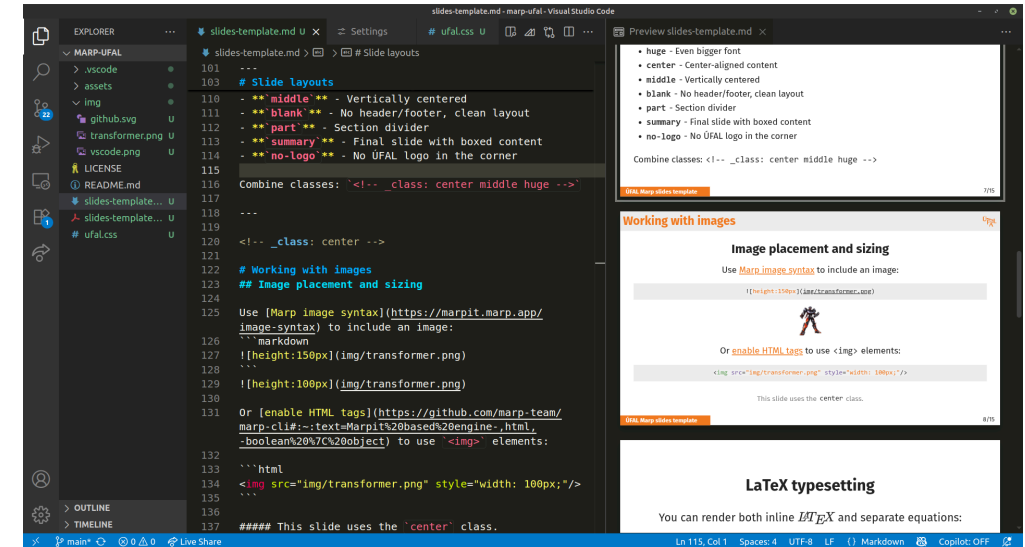 slides-template.md - marp-ufal - Visual Studio Code
EXPLORER
MARP-UFAL
.vscode
assets
img
github.svg U
transformer.png U
vscode.png U
LICENSE
README.md
slides-template... U
slides-template... U
ufal.css U
OUTLINE
TIMELINE
22
1
slides-template.md U
Settings
ufal.css U
slides-template.md > # Slide layouts
101 ---
103 # Slide layouts
110 - **`middle`** - Vertically centered
111 - **`blank`** - No header/footer, clean layout
112 - **`part`** - Section divider
113 - **`summary`** - Final slide with boxed content
114 - **`no-logo`** - No ÚFAL logo in the corner
115
116 Combine classes: `<!-- _class: center middle huge -->`
117
118 ---
119
120 <!-- _class: center -->
121
122 # Working with images
123 ## Image placement and sizing
124
125 Use [Marp image syntax](https://marpit.marp.app/
image-syntax) to include an image:
126 ```markdown
127 ![height:150px](img/transformer.png)
128 ```
129 ![height:100px](img/transformer.png)
130
131 Or [enable HTML tags](https://github.com/marp-team/
marp-cli#:~:text=Marpit%20based%20engine-,html,
-boolean%20%7C%20object) to use `<img>` elements:
132
133 ```html
134 <img src="img/transformer.png" style="width: 100px;"/>
135 ```
136
137 ##### This slide uses the `center` class.
Preview slides-template.md
• huge - Even bigger font
• center - Center-aligned content
• middle - Vertically centered
• blank - No header/footer, clean layout
• part - Section divider
• summary - Final slide with boxed content
• no-logo - No ÚFAL logo in the corner
Combine classes: <!-- _class: center middle huge -->
ÚFAL Marp slides template
7/15
Working with images
Image placement and sizing
Use Marp image syntax to include an image:
![height:150px](img/transformer.png)
Or enable HTML tags to use <img> elements:
<img src="img/transformer.png" style="width: 100px;"/>
This slide uses the center class.
ÚFAL Marp slides template
8/15
LaTeX typesetting
You can render both inline LATEX and separate equations:
main*
0 0
Live Share
Ln 115, Col 1
Spaces: 4
UTF-8
LF
{} Markdown
Copilot: OFF